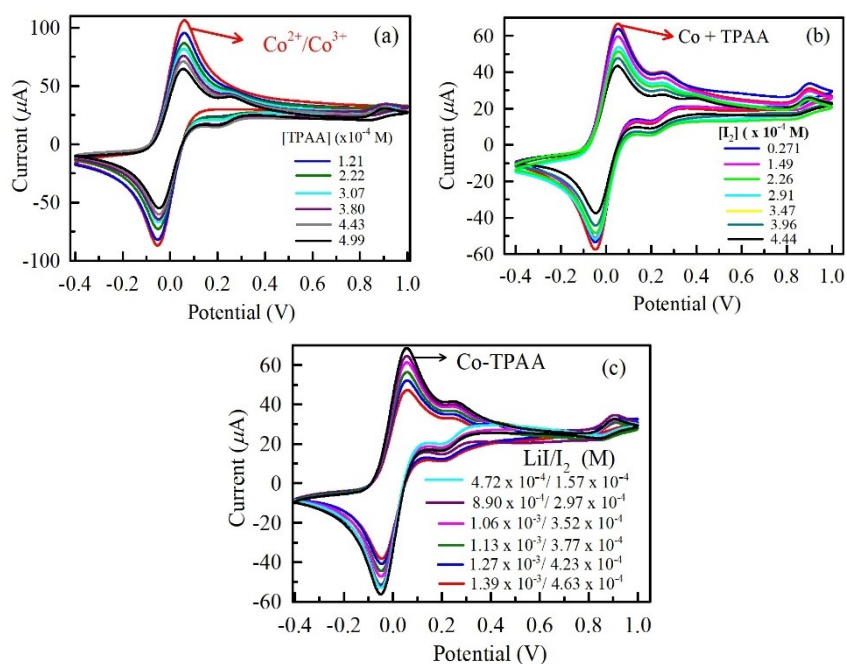 (a)
Co²⁺/Co³⁺
Current (μA)
100
50
0
-50
-100
[TPAA] (x10⁻⁴ M)
1.21
2.22
3.07
3.80
4.43
4.99
-0.4 -0.2 0.0 0.2 0.4 0.6 0.8 1.0
Potential (V)
(b)
Co + TPAA
Current (μA)
60
40
20
0
-20
-40
-60
[I₂] ( x 10⁻¹ M)
0.271
1.49
2.26
2.91
3.47
3.96
4.44
-0.4 -0.2 0.0 0.2 0.4 0.6 0.8 1.0
Potential (V)
(c)
Co-TPAA
Current (μA)
60
40
20
0
-20
-40
-60
LiI/I₂ (M)
4.72 x 10⁻⁴/ 1.57 x 10⁻⁴
8.90 x 10⁻⁴/ 2.97 x 10⁻⁴
1.06 x 10⁻³/ 3.52 x 10⁻⁴
1.13 x 10⁻³/ 3.77 x 10⁻⁴
1.27 x 10⁻³/ 4.23 x 10⁻⁴
1.39 x 10⁻³/ 4.63 x 10⁻⁴
-0.4 -0.2 0.0 0.2 0.4 0.6 0.8 1.0
Potential (V)